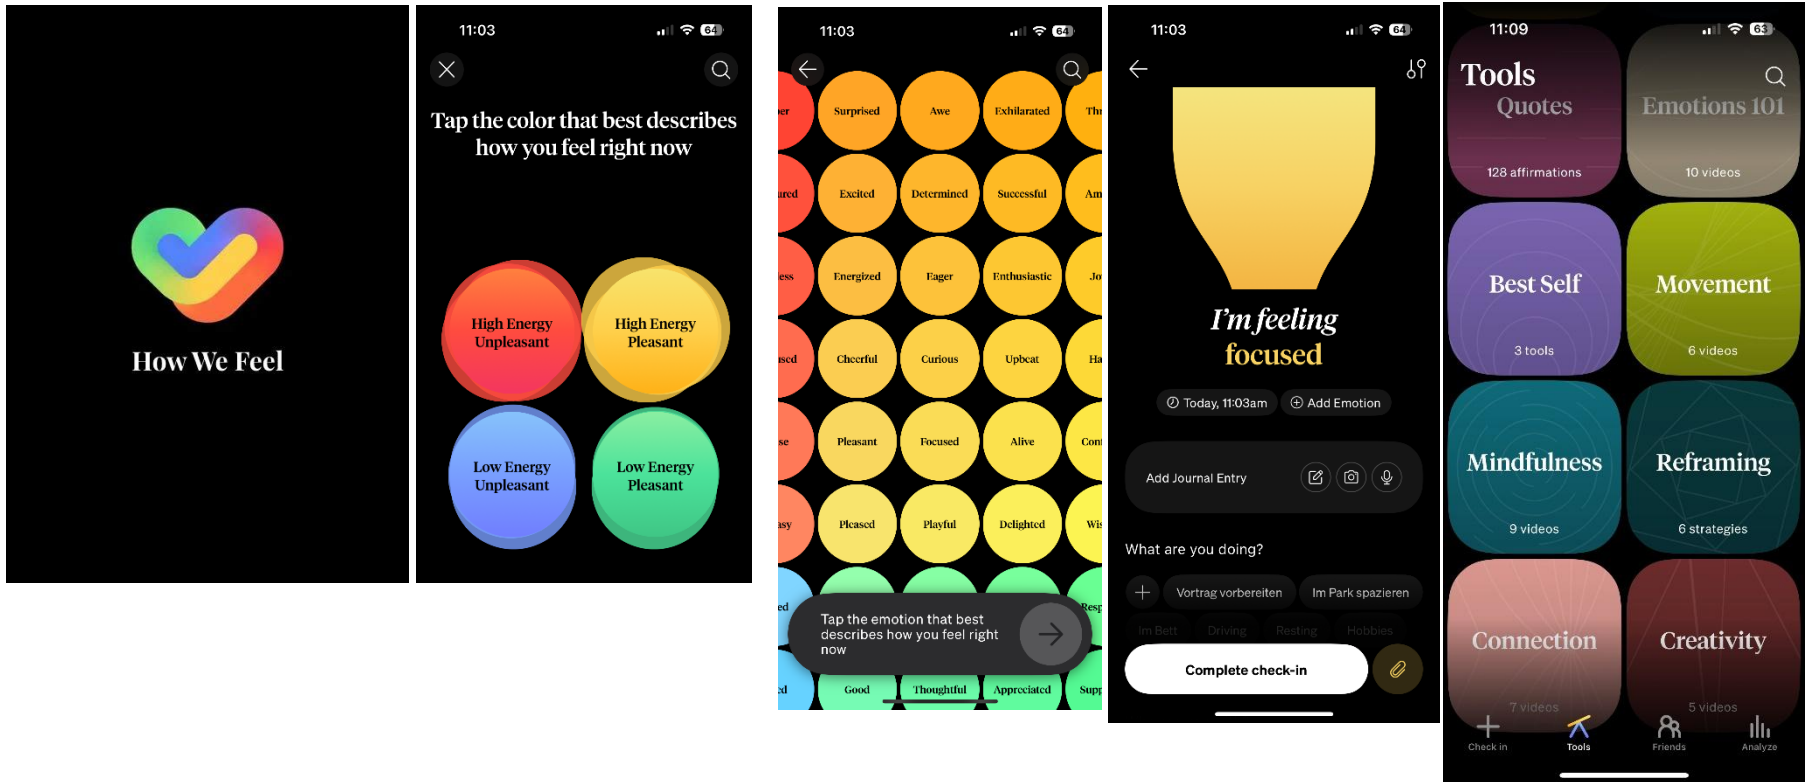 How We Feel
11:03
64
Tap the color that best describes
how you feel right now
High Energy
Unpleasant
High Energy
Pleasant
Low Energy
Unpleasant
Low Energy
Pleasant
11:03
64
Surprised Awe Exhilarated
Excited Determined Successful
Energized Eager Enthusiastic
Cheerful Curious Upbeat
Pleasant Focused Alive
Pleased Playful Delighted
Tap the emotion that best
describes how you feel right
now
Good Thoughtful Appreciated
11:03
64
I'm feeling
focused
Today, 11:03am
Add Emotion
Add Journal Entry
What are you doing?
Vortrag vorbereiten
Im Park spazieren
Im Bett Driving Resting Hobbies
Complete check-in
11:09
63
Tools
Quotes
128 affirmations
Emotions 101
10 videos
Best Self
3 tools
Movement
6 videos
Mindfulness
9 videos
Reframing
6 strategies
Connection
7 videos
Creativity
5 videos
Check in Tools Friends Analyze